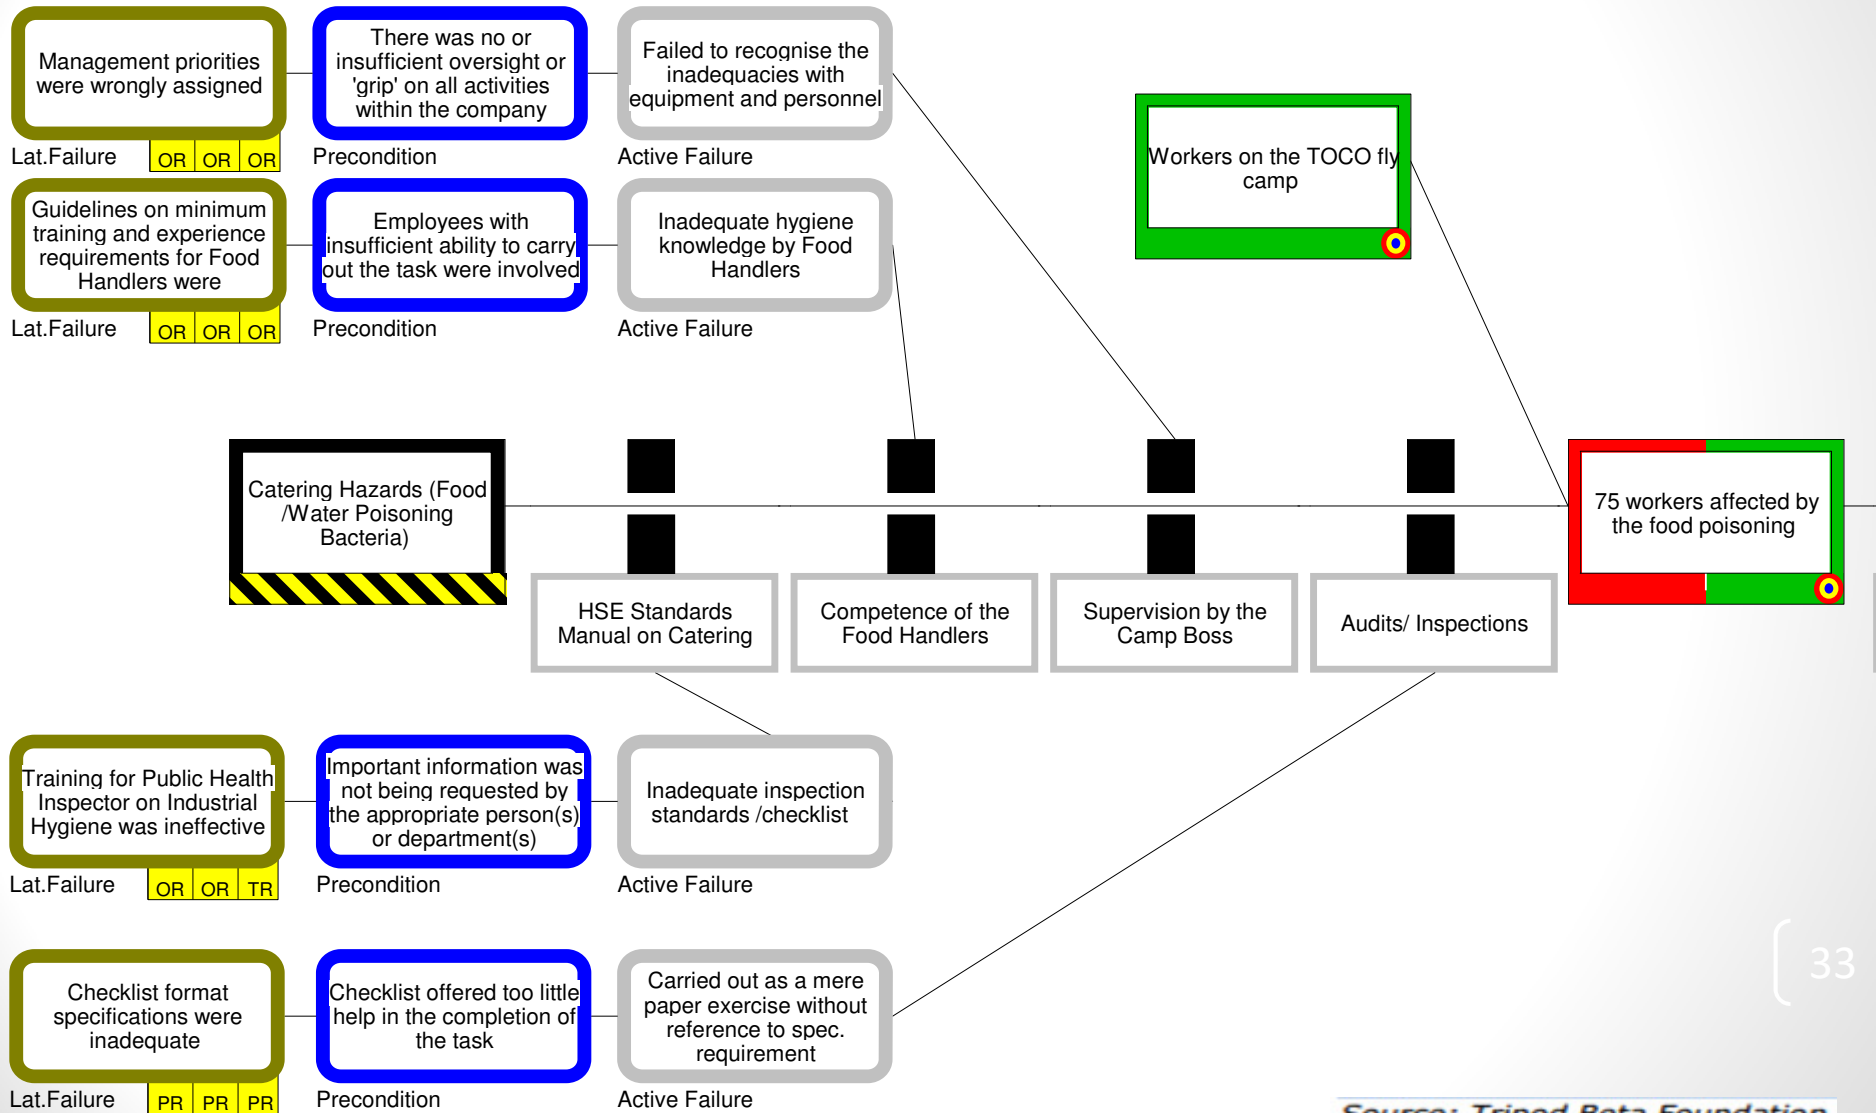 Management priorities
were wrongly assigned
Lat.Failure
OR OR OR
There was no or
insufficient oversight or
'grip' on all activities
within the company
Precondition
Failed to recognise the
inadequacies with
equipment and personnel
Active Failure
Workers on the TOCO fly
camp
Guidelines on minimum
training and experience
requirements for Food
Handlers were
Lat.Failure
OR OR OR
Employees with
insufficient ability to carry
out the task were involved
Precondition
Inadequate hygiene
knowledge by Food
Handlers
Active Failure
Catering Hazards (Food
/Water Poisoning
Bacteria)
HSE Standards
Manual on Catering
Competence of the
Food Handlers
Supervision by the
Camp Boss
Audits/ Inspections
75 workers affected by
the food poisoning
Training for Public Health
Inspector on Industrial
Hygiene was ineffective
Lat.Failure
OR OR TR
Important information was
not being requested by
the appropriate person(s)
or department(s)
Precondition
Inadequate inspection
standards /checklist
Active Failure
Checklist format
specifications were
inadequate
Lat.Failure
PR PR PR
Checklist offered too little
help in the completion of
the task
Precondition
Carried out as a mere
paper exercise without
reference to spec.
requirement
Active Failure
33
Source: Tripod Beta Foundation